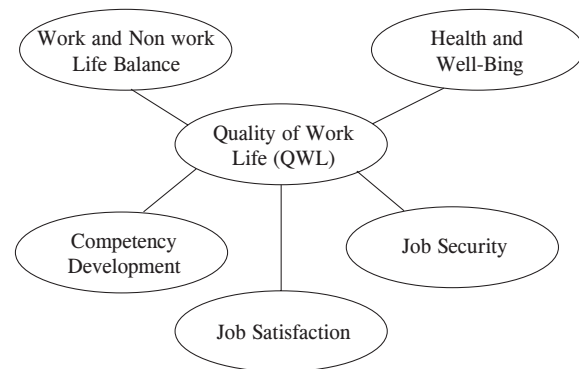 Work and Non work
Life Balance
Health and
Well-Bing
Quality of Work
Life (QWL)
Competency
Development
Job Security
Job Satisfaction